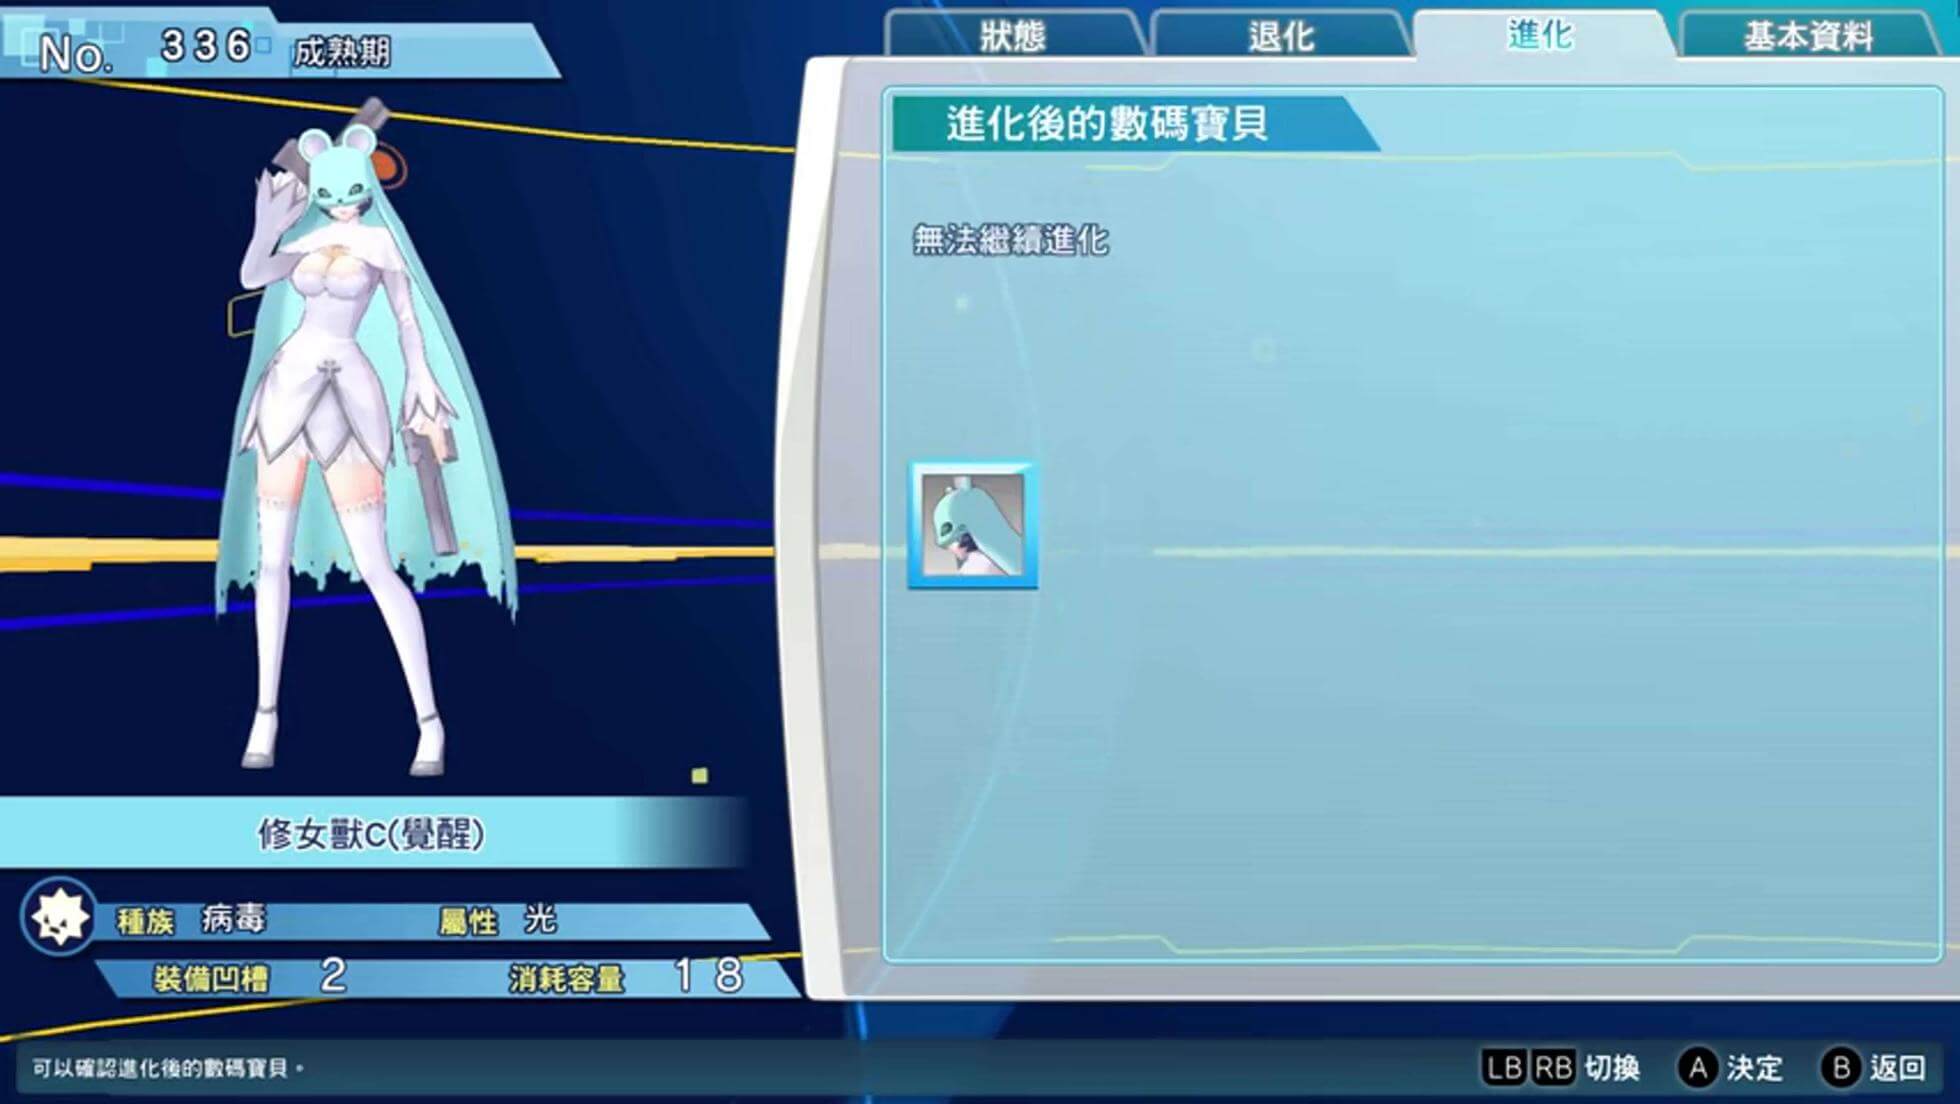 No. 336 成熟期
狀態 退化 進化 基本資料
進化後的數碼寶貝
無法繼續進化
修女獸C(覺醒)
種族 病毒 屬性 光
裝備凹槽 2 消耗容量 18
可以確認進化後的數碼寶貝。
LB RB 切換 A 決定 B 返回